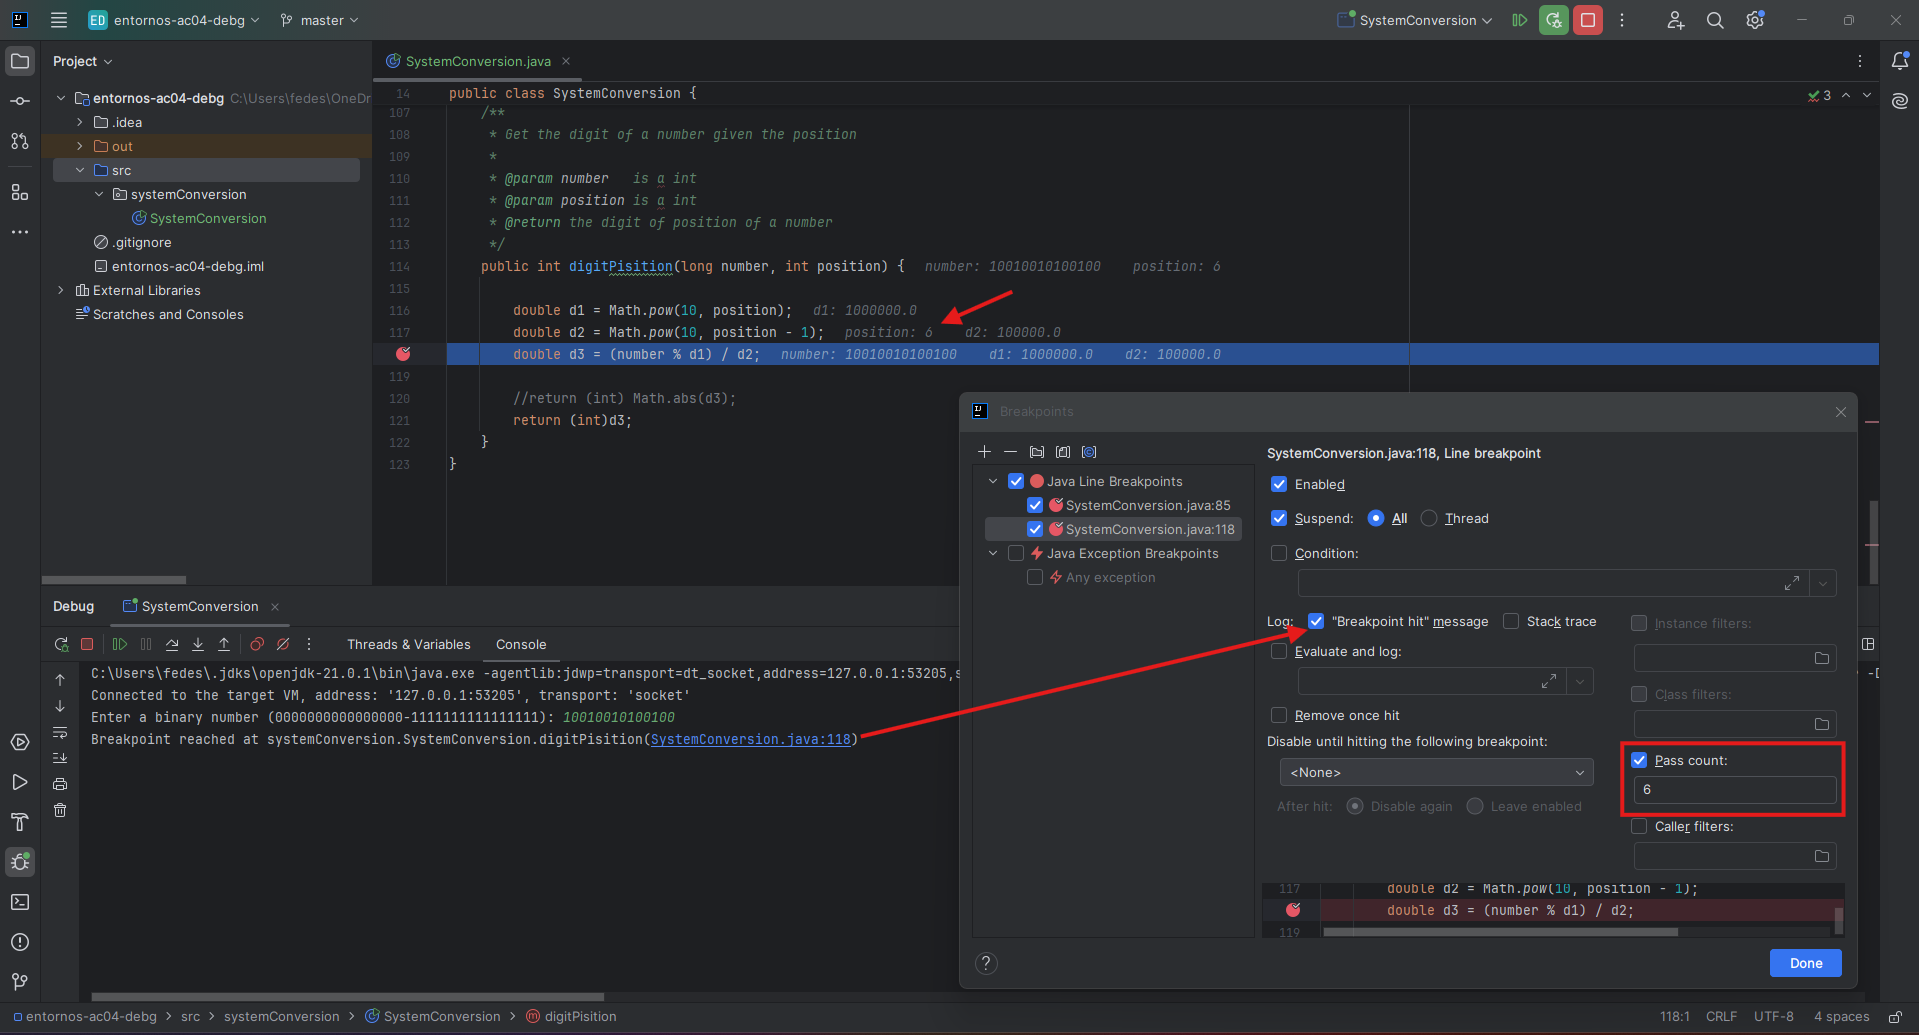 ED entornos-ac04-debg master SystemConversion
Project
entornos-ac04-debg C:\Users\fedes\OneDr
.idea
out
src
systemConversion
SystemConversion
.gitignore
entornos-ac04-debg.iml
External Libraries
Scratches and Consoles
SystemConversion.java
3
14 public class SystemConversion {
107 /**
108 * Get the digit of a number given the position
109 *
110 * @param number is a int
111 * @param position is a int
112 * @return the digit of position of a number
113 */
114 public int digitPisition(long number, int position) { number: 10010010100100 position: 6
115
116 double d1 = Math.pow(10, position); d1: 1000000.0
117 double d2 = Math.pow(10, position - 1); position: 6 d2: 100000.0
double d3 = (number % d1) / d2; number: 10010010100100 d1: 1000000.0 d2: 100000.0
119
120 //return (int) Math.abs(d3);
121 return (int)d3;
122 }
123 }
Debug SystemConversion
Threads & Variables Console
C:\Users\fedes\.jdks\openjdk-21.0.1\bin\java.exe -agentlib:jdwp=transport=dt_socket,address=127.0.0.1:53205,s
Connected to the target VM, address: '127.0.0.1:53205', transport: 'socket'
Enter a binary number (0000000000000000-1111111111111111): 10010010100100
Breakpoint reached at systemConversion.SystemConversion.digitPisition(SystemConversion.java:118)
Breakpoints
Java Line Breakpoints
SystemConversion.java:85
SystemConversion.java:118
Java Exception Breakpoints
Any exception
SystemConversion.java:118, Line breakpoint
Enabled
Suspend: All Thread
Condition:
Log: "Breakpoint hit" message Stack trace
Evaluate and log:
Remove once hit
Disable until hitting the following breakpoint:
<None>
After hit: Disable again Leave enabled
Instance filters:
Class filters:
Pass count:
6
Caller filters:
117 double d2 = Math.pow(10, position - 1);
double d3 = (number % d1) / d2;
119
? Done
entornos-ac04-debg > src > systemConversion > SystemConversion > digitPisition
118:1 CRLF UTF-8 4 spaces